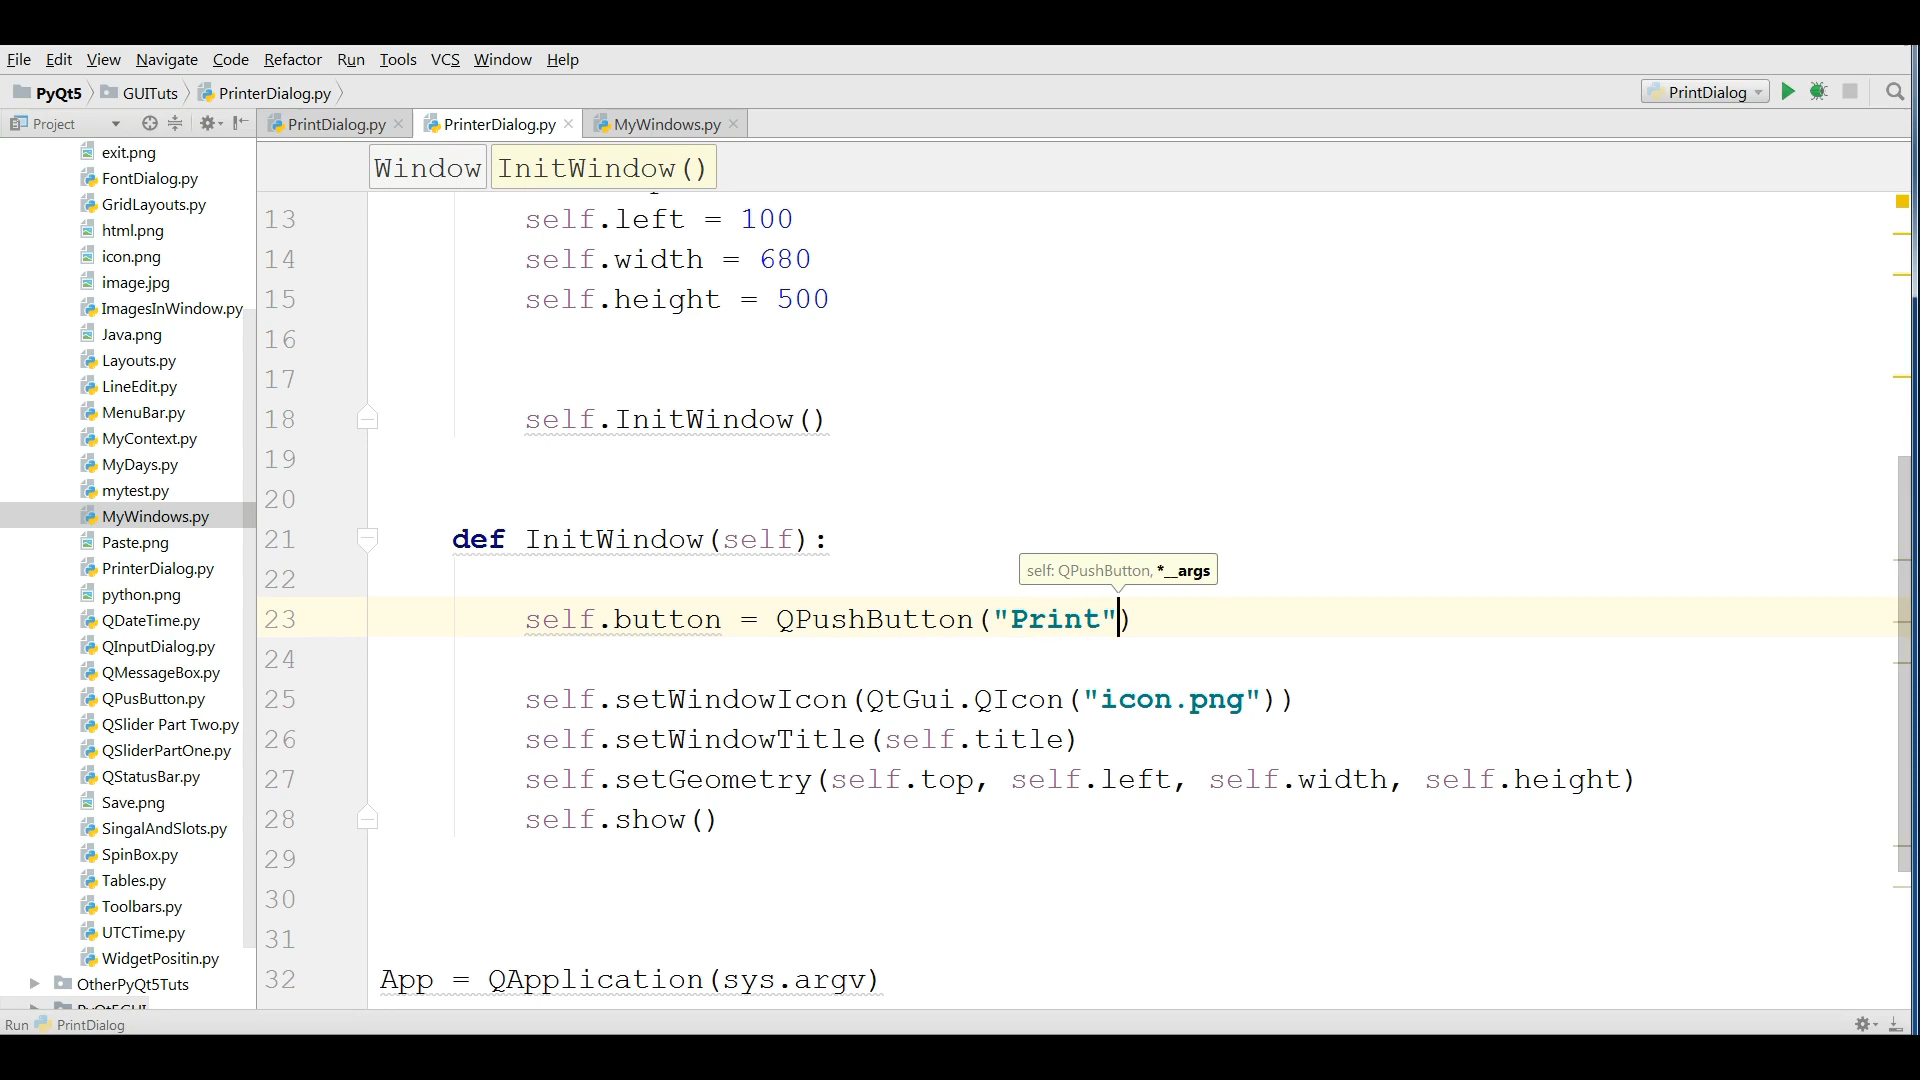 File Edit View Navigate Code Refactor Run Tools VCS Window Help
PyQt5 GUITuts PrinterDialog.py PrintDialog
Project PrintDialog.py PrinterDialog.py MyWindows.py
Window InitWindow()
exit.png
FontDialog.py
GridLayouts.py
html.png
icon.png
image.jpg
ImagesInWindow.py
Java.png
Layouts.py
LineEdit.py
MenuBar.py
MyContext.py
MyDays.py
mytest.py
MyWindows.py
Paste.png
PrinterDialog.py
python.png
QDateTime.py
QInputDialog.py
QMessageBox.py
QPusButton.py
QSlider Part Two.py
QSliderPartOne.py
QStatusBar.py
Save.png
SingalAndSlots.py
SpinBox.py
Tables.py
Toolbars.py
UTCTime.py
WidgetPositin.py
OtherPyQt5Tuts
13 self.left = 100
14 self.width = 680
15 self.height = 500
16
17
18 self.InitWindow()
19
20
21 def InitWindow(self):
self: QPushButton, *__args
22
23 self.button = QPushButton("Print")
24
25 self.setWindowIcon(QtGui.QIcon("icon.png"))
26 self.setWindowTitle(self.title)
27 self.setGeometry(self.top, self.left, self.width, self.height)
28 self.show()
29
30
31
32 App = QApplication(sys.argv)
Run PrintDialog